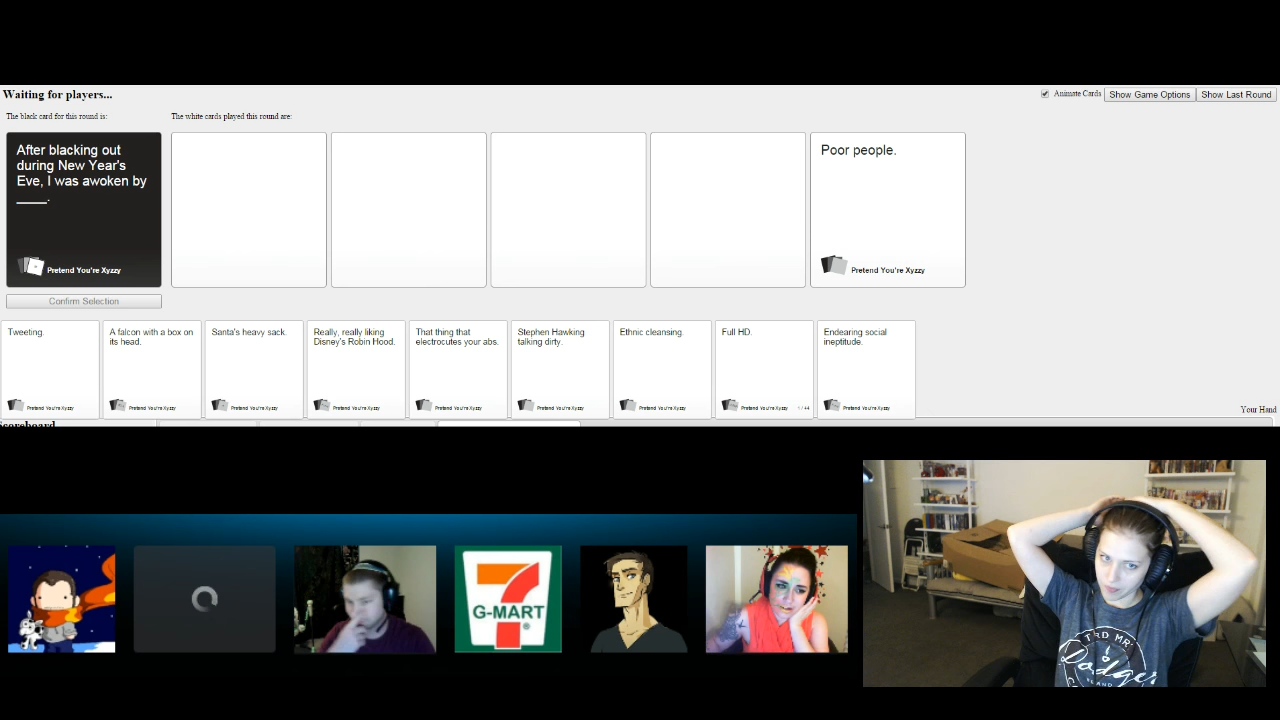 Waiting for players...
Animate Cards
Show Game Options
Show Last Round
The black card for this round is:
The white cards played this round are:
After blacking out
during New Year's
Eve, I was awoken by
____.
Pretend You're Xyzzy
Poor people.
Pretend You're Xyzzy
Confirm Selection
Tweeting.
Pretend You're Xyzzy
A falcon with a box on
its head.
Pretend You're Xyzzy
Santa's heavy sack.
Pretend You're Xyzzy
Really, really liking
Disney's Robin Hood.
Pretend You're Xyzzy
That thing that
electrocutes your abs.
Pretend You're Xyzzy
Stephen Hawking
talking dirty.
Pretend You're Xyzzy
Ethnic cleansing.
Pretend You're Xyzzy
Full HD.
Pretend You're Xyzzy
Endearing social
ineptitude.
Pretend You're Xyzzy
Your Hand
Scoreboard
7
G-MART
Dodgers